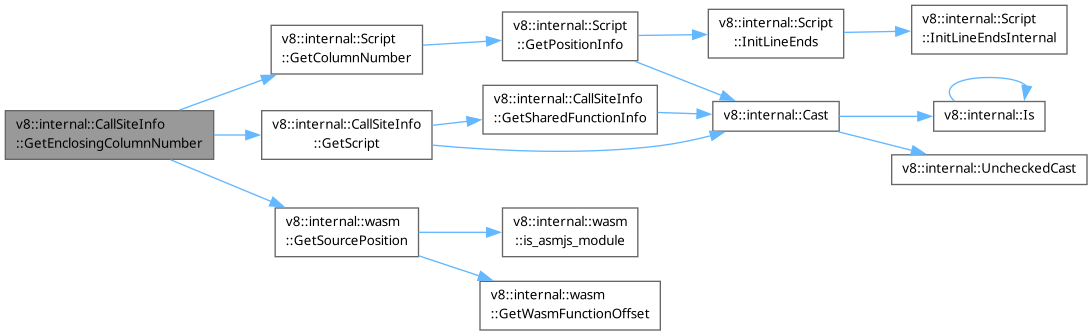 v8::internal::CallSiteInfo
::GetEnclosingColumnNumber
v8::internal::Script
::GetColumnNumber
v8::internal::Script
::GetPositionInfo
v8::internal::Script
::InitLineEnds
v8::internal::Script
::InitLineEndsInternal
v8::internal::CallSiteInfo
::GetScript
v8::internal::CallSiteInfo
::GetSharedFunctionInfo
v8::internal::Cast
v8::internal::Is
v8::internal::UncheckedCast
v8::internal::wasm
::GetSourcePosition
v8::internal::wasm
::is_asmjs_module
v8::internal::wasm
::GetWasmFunctionOffset